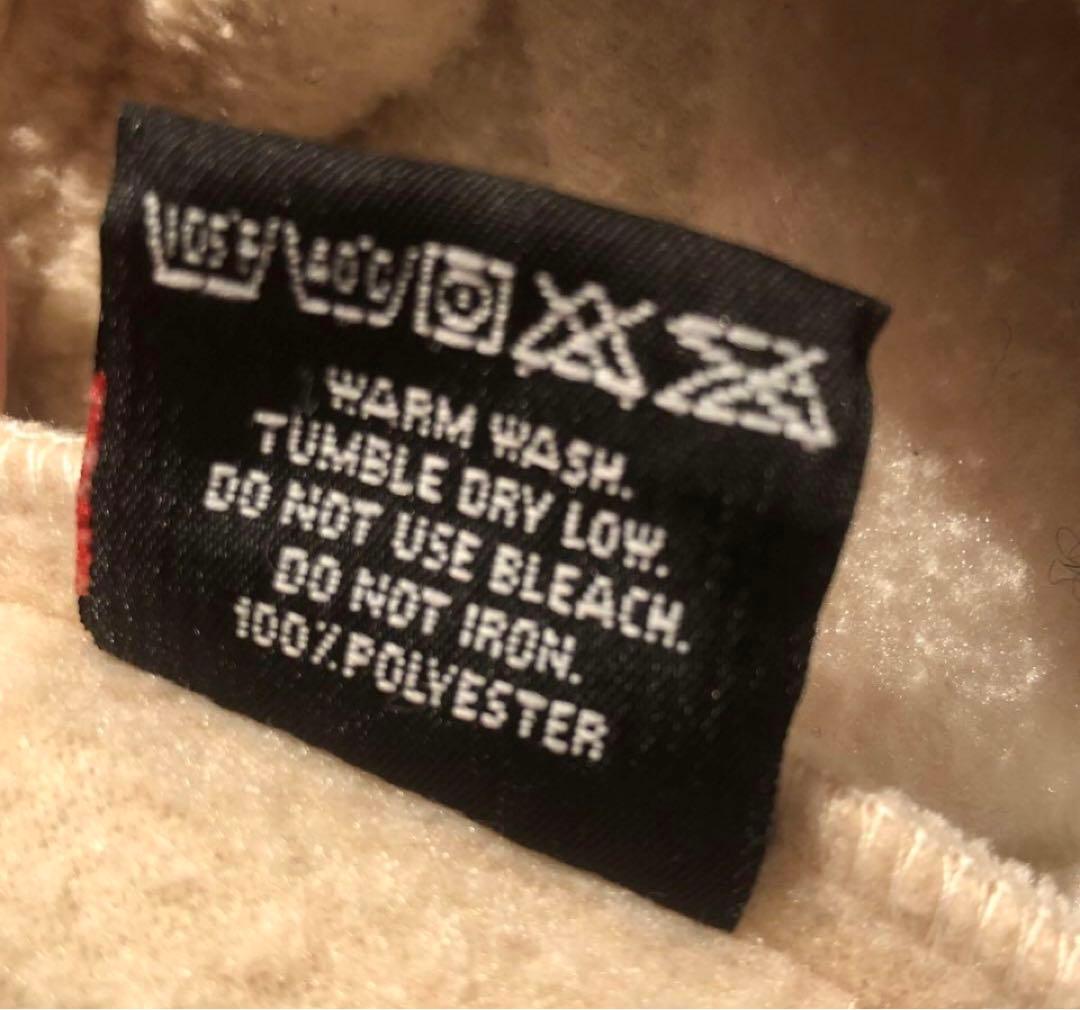 105°F 40°C
WARM WASH.
TUMBLE DRY LOW.
DO NOT USE BLEACH.
DO NOT IRON.
100%POLYESTER